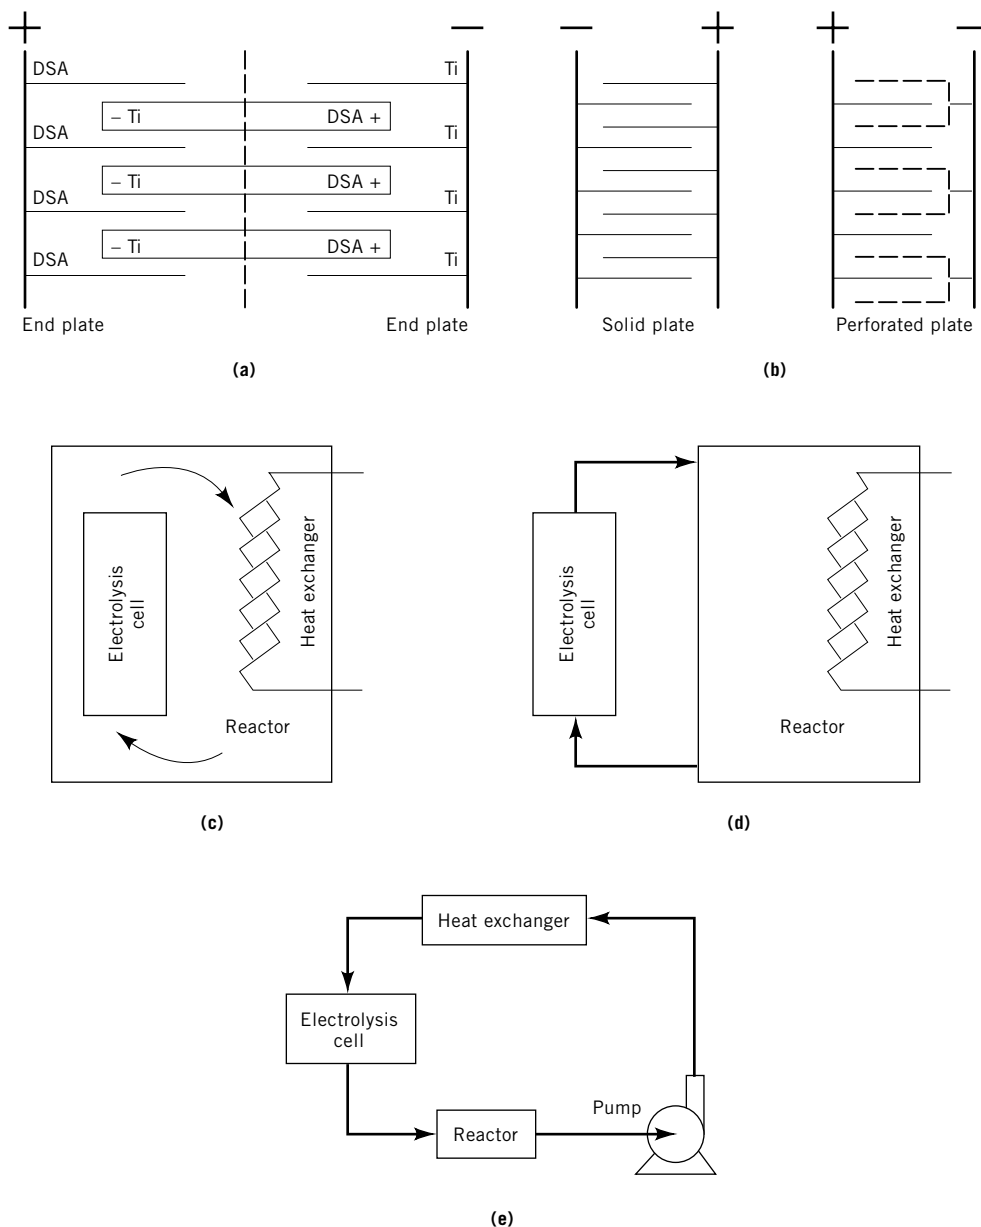 + − − + + −
DSA Ti
– Ti DSA +
DSA Ti
– Ti DSA +
DSA Ti
– Ti DSA +
DSA Ti
End plate End plate Solid plate Perforated plate
(a) (b)
Electrolysis
cell
Heat exchanger
Reactor
(c)
Electrolysis
cell
Heat exchanger
Reactor
(d)
Heat exchanger
Electrolysis
cell
Pump
Reactor
(e)